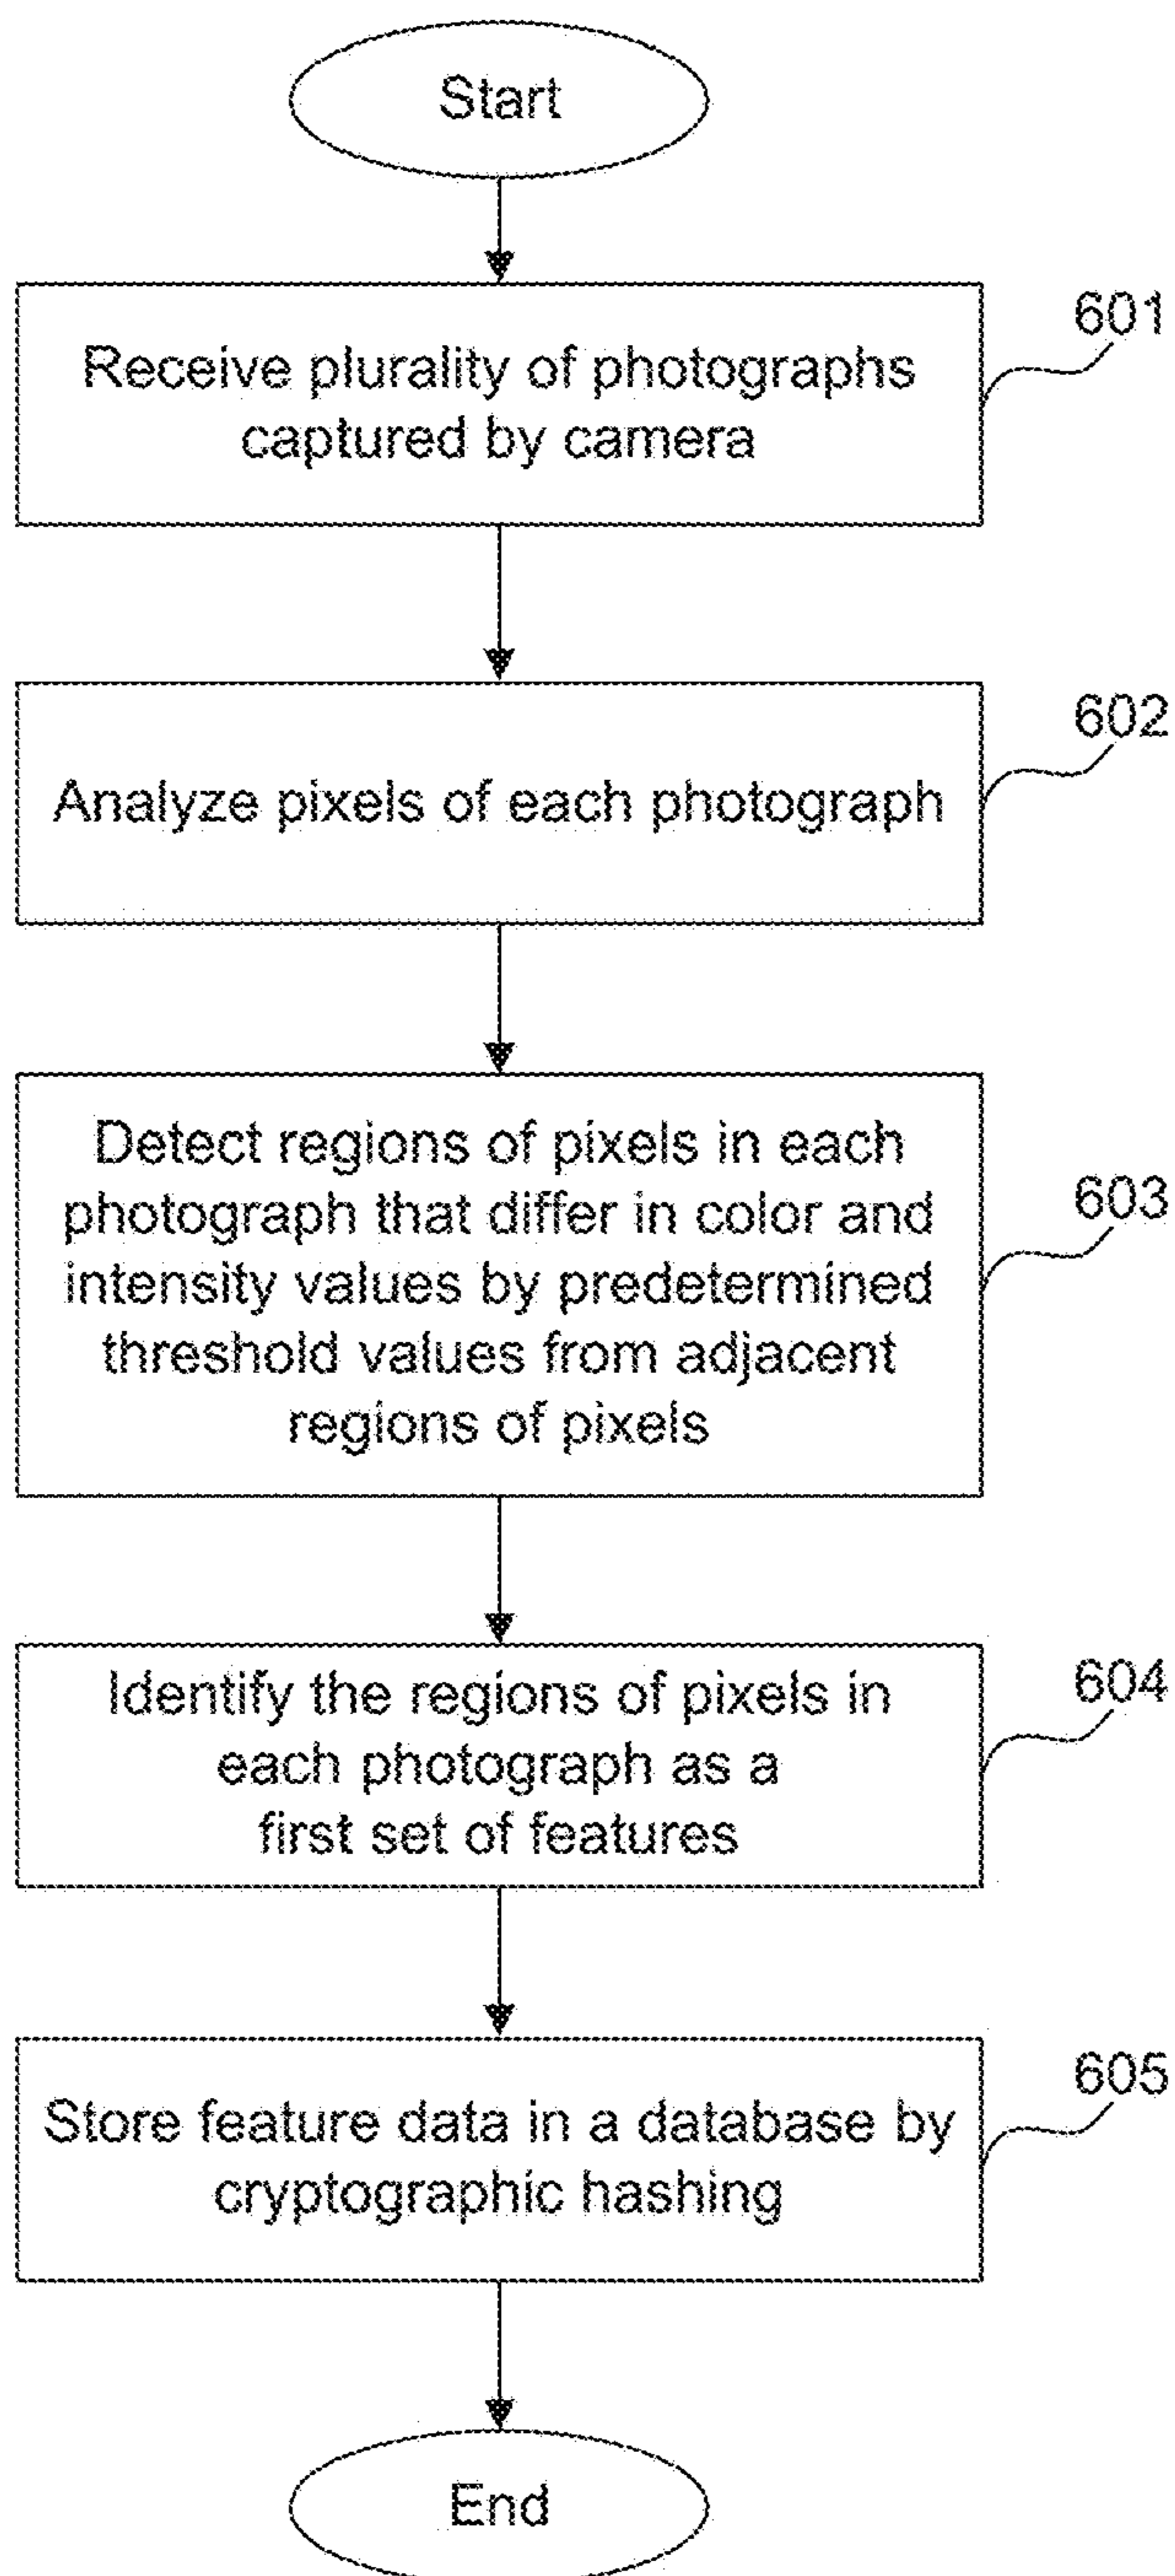 Start
601
Receive plurality of photographs
captured by camera
602
Analyze pixels of each photograph
603
Detect regions of pixels in each
photograph that differ in color and
intensity values by predetermined
threshold values from adjacent
regions of pixels
604
Identify the regions of pixels in
each photograph as a
first set of features
605
Store feature data in a database by
cryptographic hashing
End